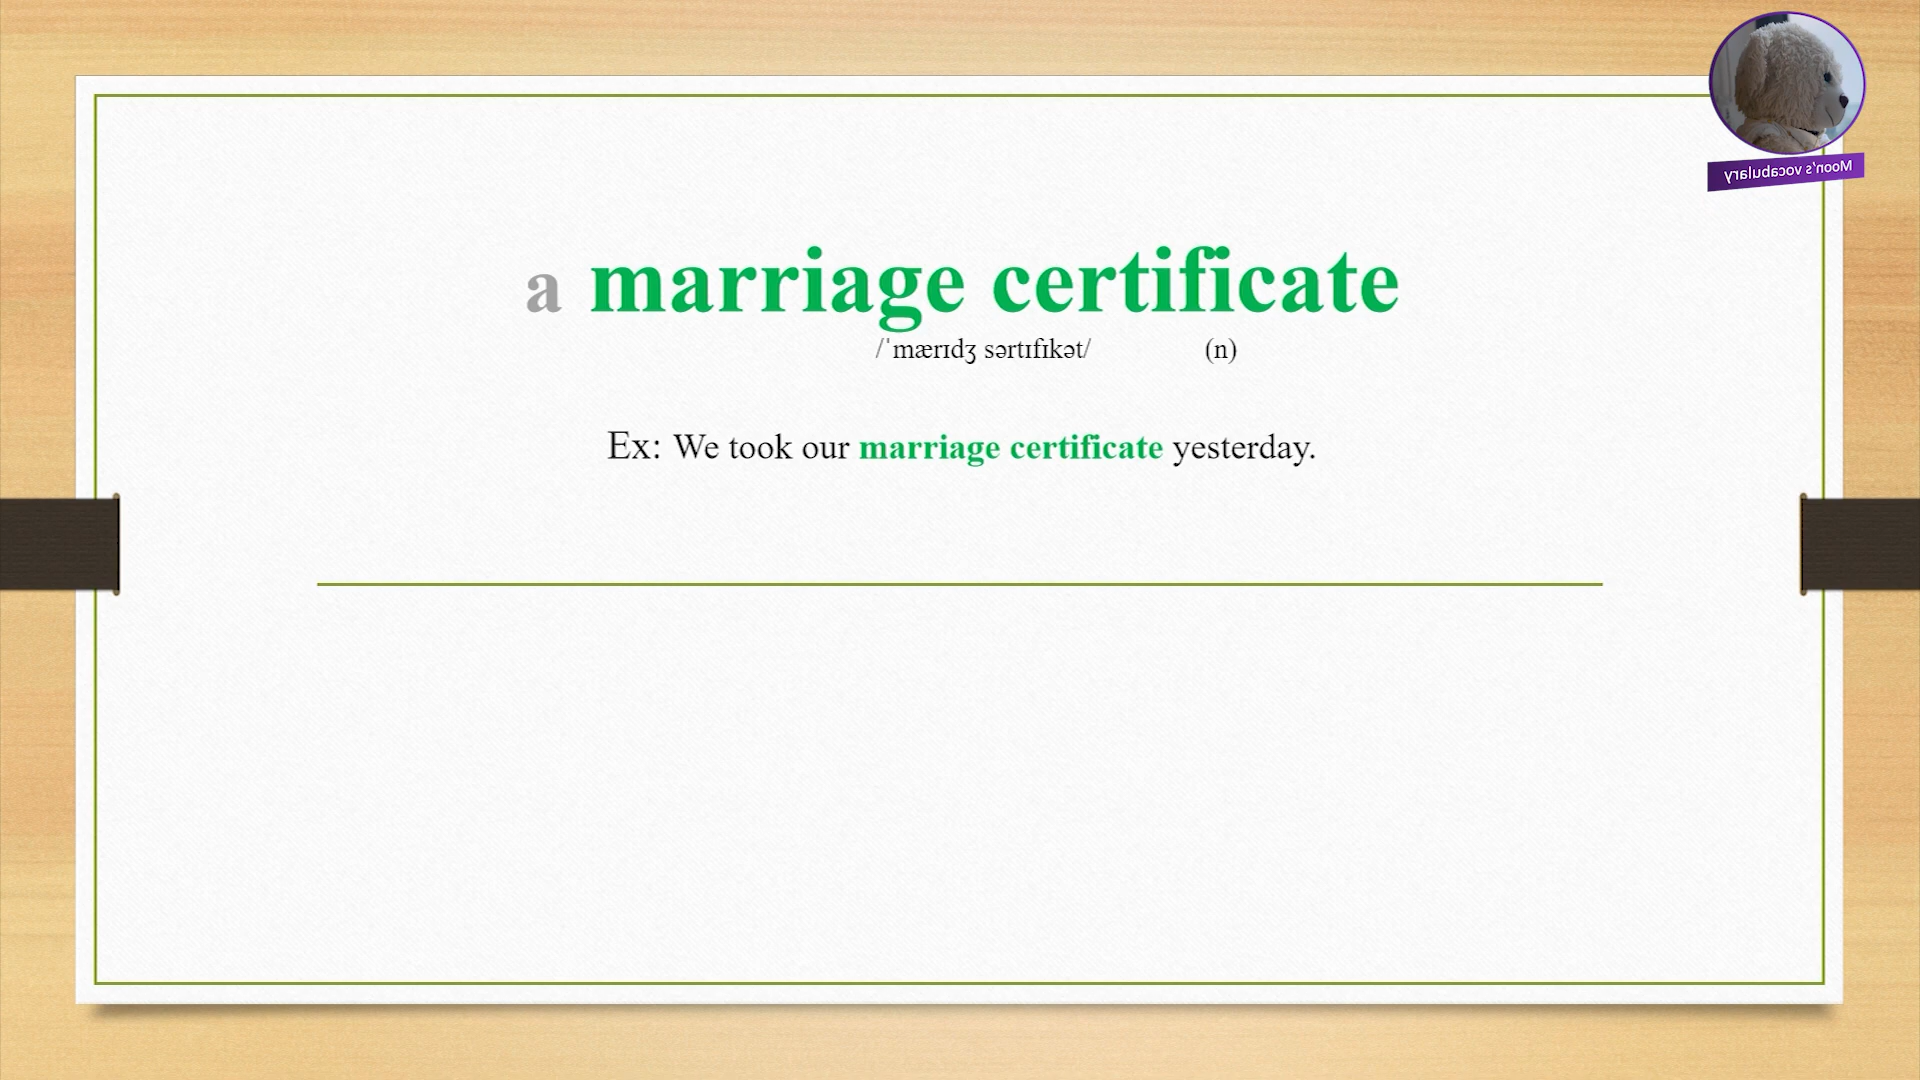 Moon's vocabulary
a marriage certificate
/ˈmærɪdʒ sərtɪfɪkət/ (n)
Ex: We took our marriage certificate yesterday.